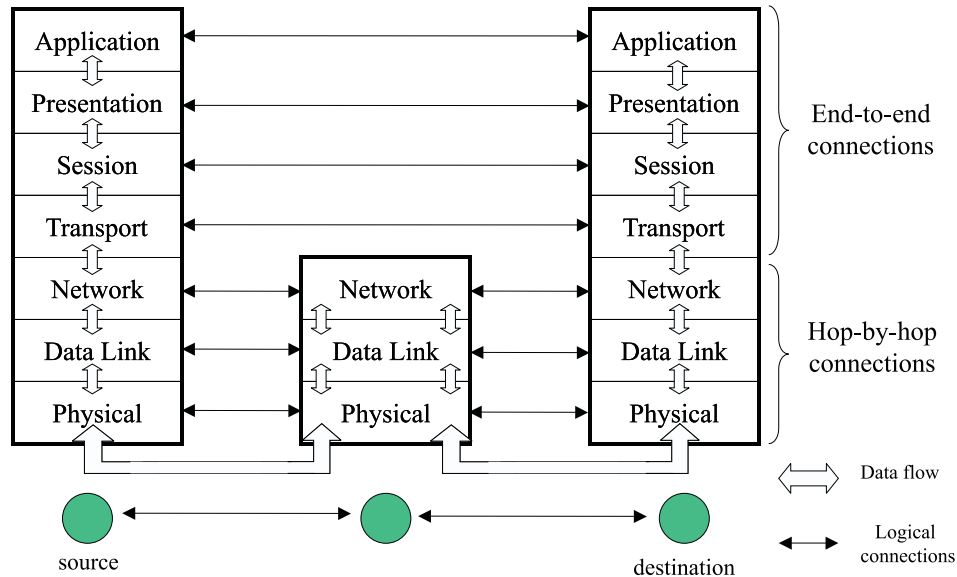 Application
Presentation
Session
Transport
Network
Data Link
Physical
Network
Data Link
Physical
Application
Presentation
Session
Transport
Network
Data Link
Physical
End-to-end
connections
Hop-by-hop
connections
Data flow
Logical
connections
source
destination